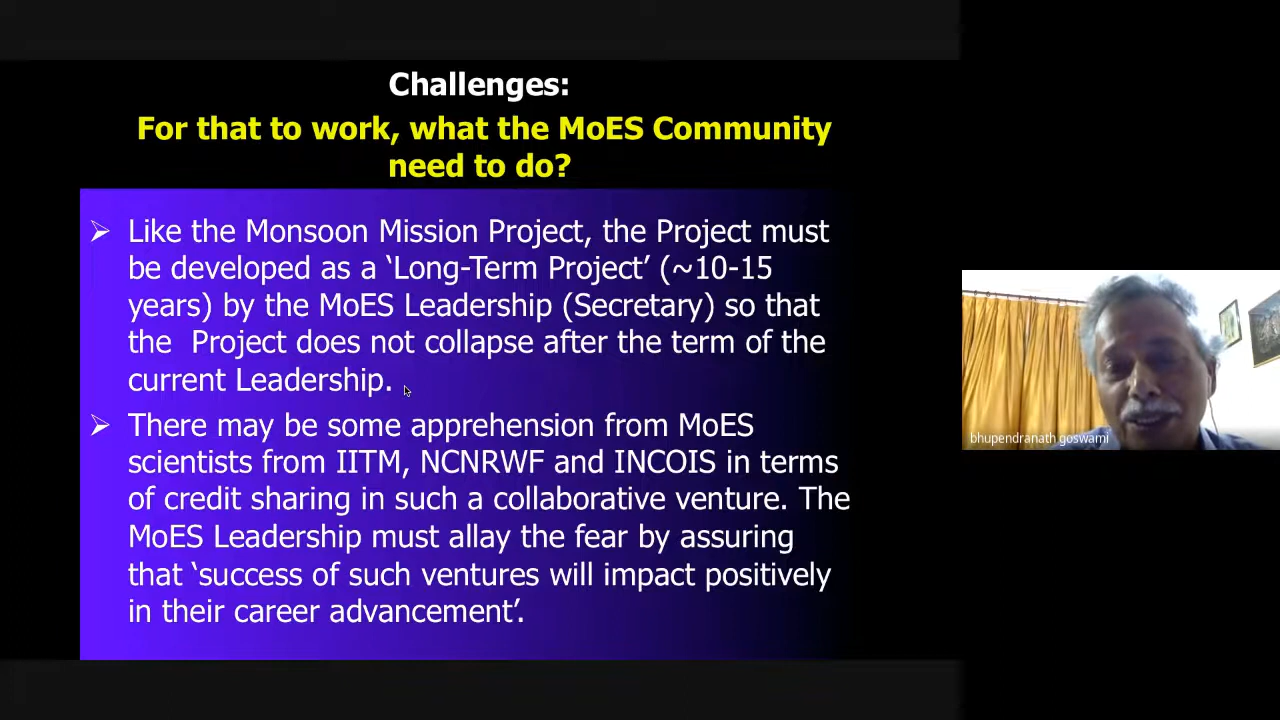 Challenges:
For that to work, what the MoES Community
need to do?
Like the Monsoon Mission Project, the Project must
be developed as a ‘Long-Term Project’ (~10-15
years) by the MoES Leadership (Secretary) so that
the  Project does not collapse after the term of the
current Leadership.
There may be some apprehension from MoES
scientists from IITM, NCNRWF and INCOIS in terms
of credit sharing in such a collaborative venture. The
MoES Leadership must allay the fear by assuring
that ‘success of such ventures will impact positively
in their career advancement’.
bhupendranath goswami